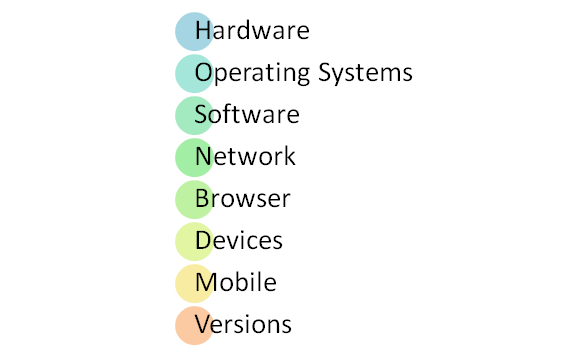 Hardware
Operating Systems
Software
Network
Browser
Devices
Mobile
Versions